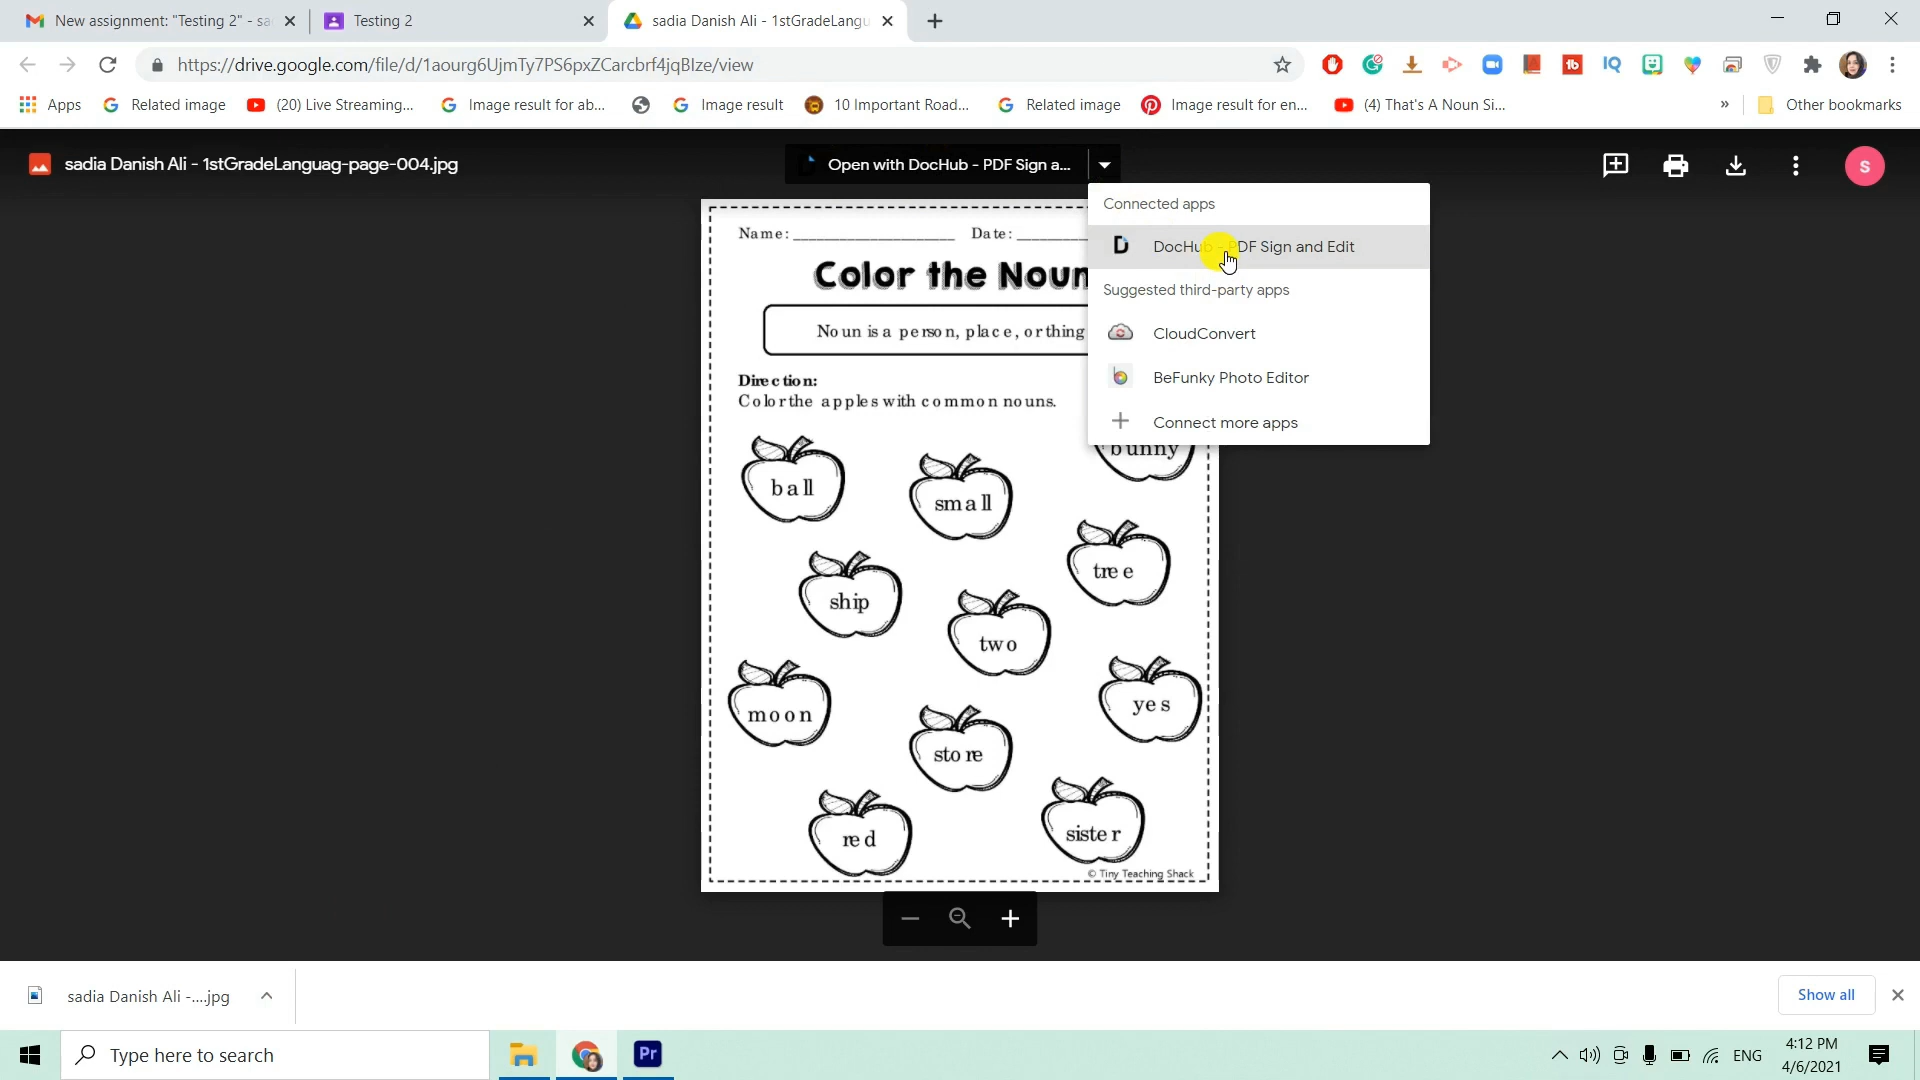 New assignment: "Testing 2" - sa
Testing 2
sadia Danish Ali - 1stGradeLangu
https://drive.google.com/file/d/1aourg6UjmTy7PS6pxZCarcbrf4jqBlze/view
Apps
Related image
(20) Live Streaming...
Image result for ab...
Image result
10 Important Road...
Related image
Image result for en...
(4) That's A Noun Si...
»
Other bookmarks
sadia Danish Ali - 1stGradeLanguag-page-004.jpg
Open with DocHub - PDF Sign a...
S
Connected apps
DocHub - PDF Sign and Edit
Suggested third-party apps
CloudConvert
BeFunky Photo Editor
Connect more apps
Name: Date:
Color the Noun
Noun is a person, place, or thing
Direction:
Color the apples with common nouns.
bunny
ball
small
tree
ship
two
moon
yes
store
red
sister
© Tiny Teaching Shack
sadia Danish Ali -....jpg
Show all
Type here to search
Pr
ENG
4:12 PM
4/6/2021